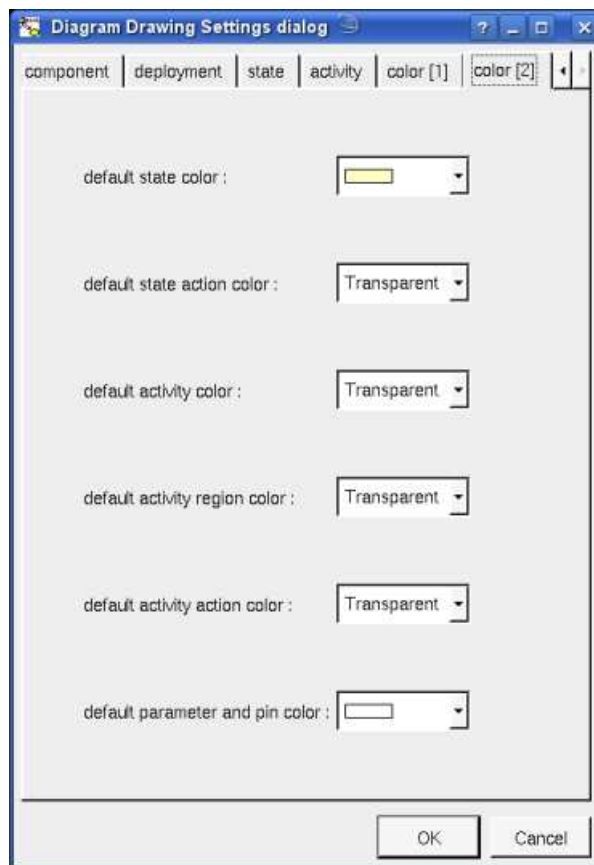 Diagram Drawing Settings dialog
component deployment state activity color [1] color [2]
default state color :
default state action color : Transparent
default activity color : Transparent
default activity region color : Transparent
default activity action color : Transparent
default parameter and pin color :
OK Cancel